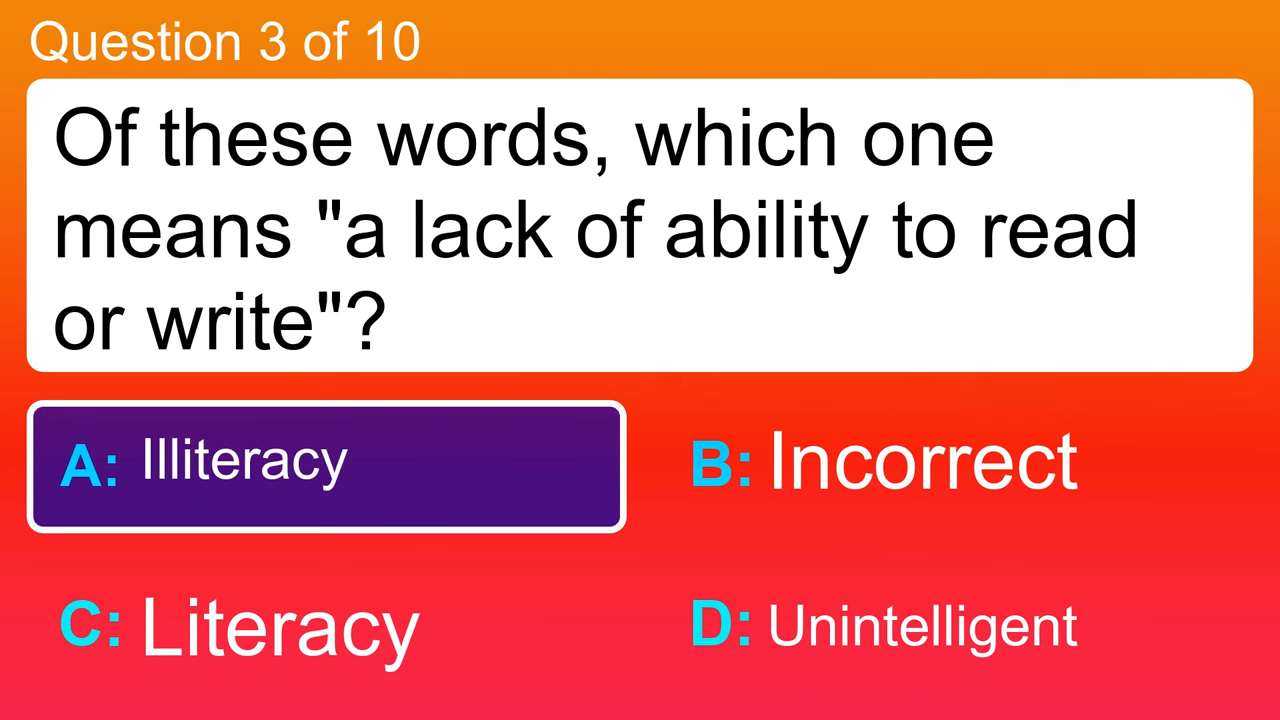 Question 3 of 10
Of these words, which one
means "a lack of ability to read
or write"?
A: Illiteracy
B: Incorrect
C: Literacy
D: Unintelligent